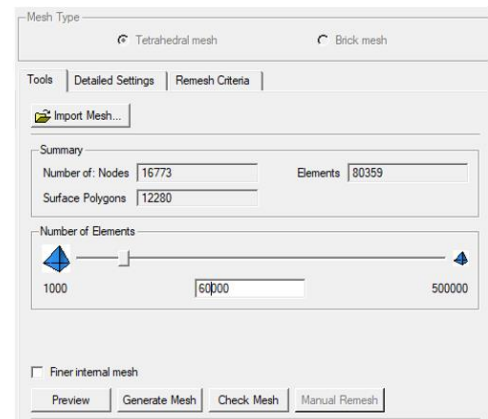 Mesh Type
Tetrahedral mesh Brick mesh
Tools Detailed Settings Remesh Criteria
Import Mesh...
Summary
Number of: Nodes 16773 Elements 80359
Surface Polygons 12280
Number of Elements
1000 60000 500000
Finer internal mesh
Preview Generate Mesh Check Mesh Manual Remesh